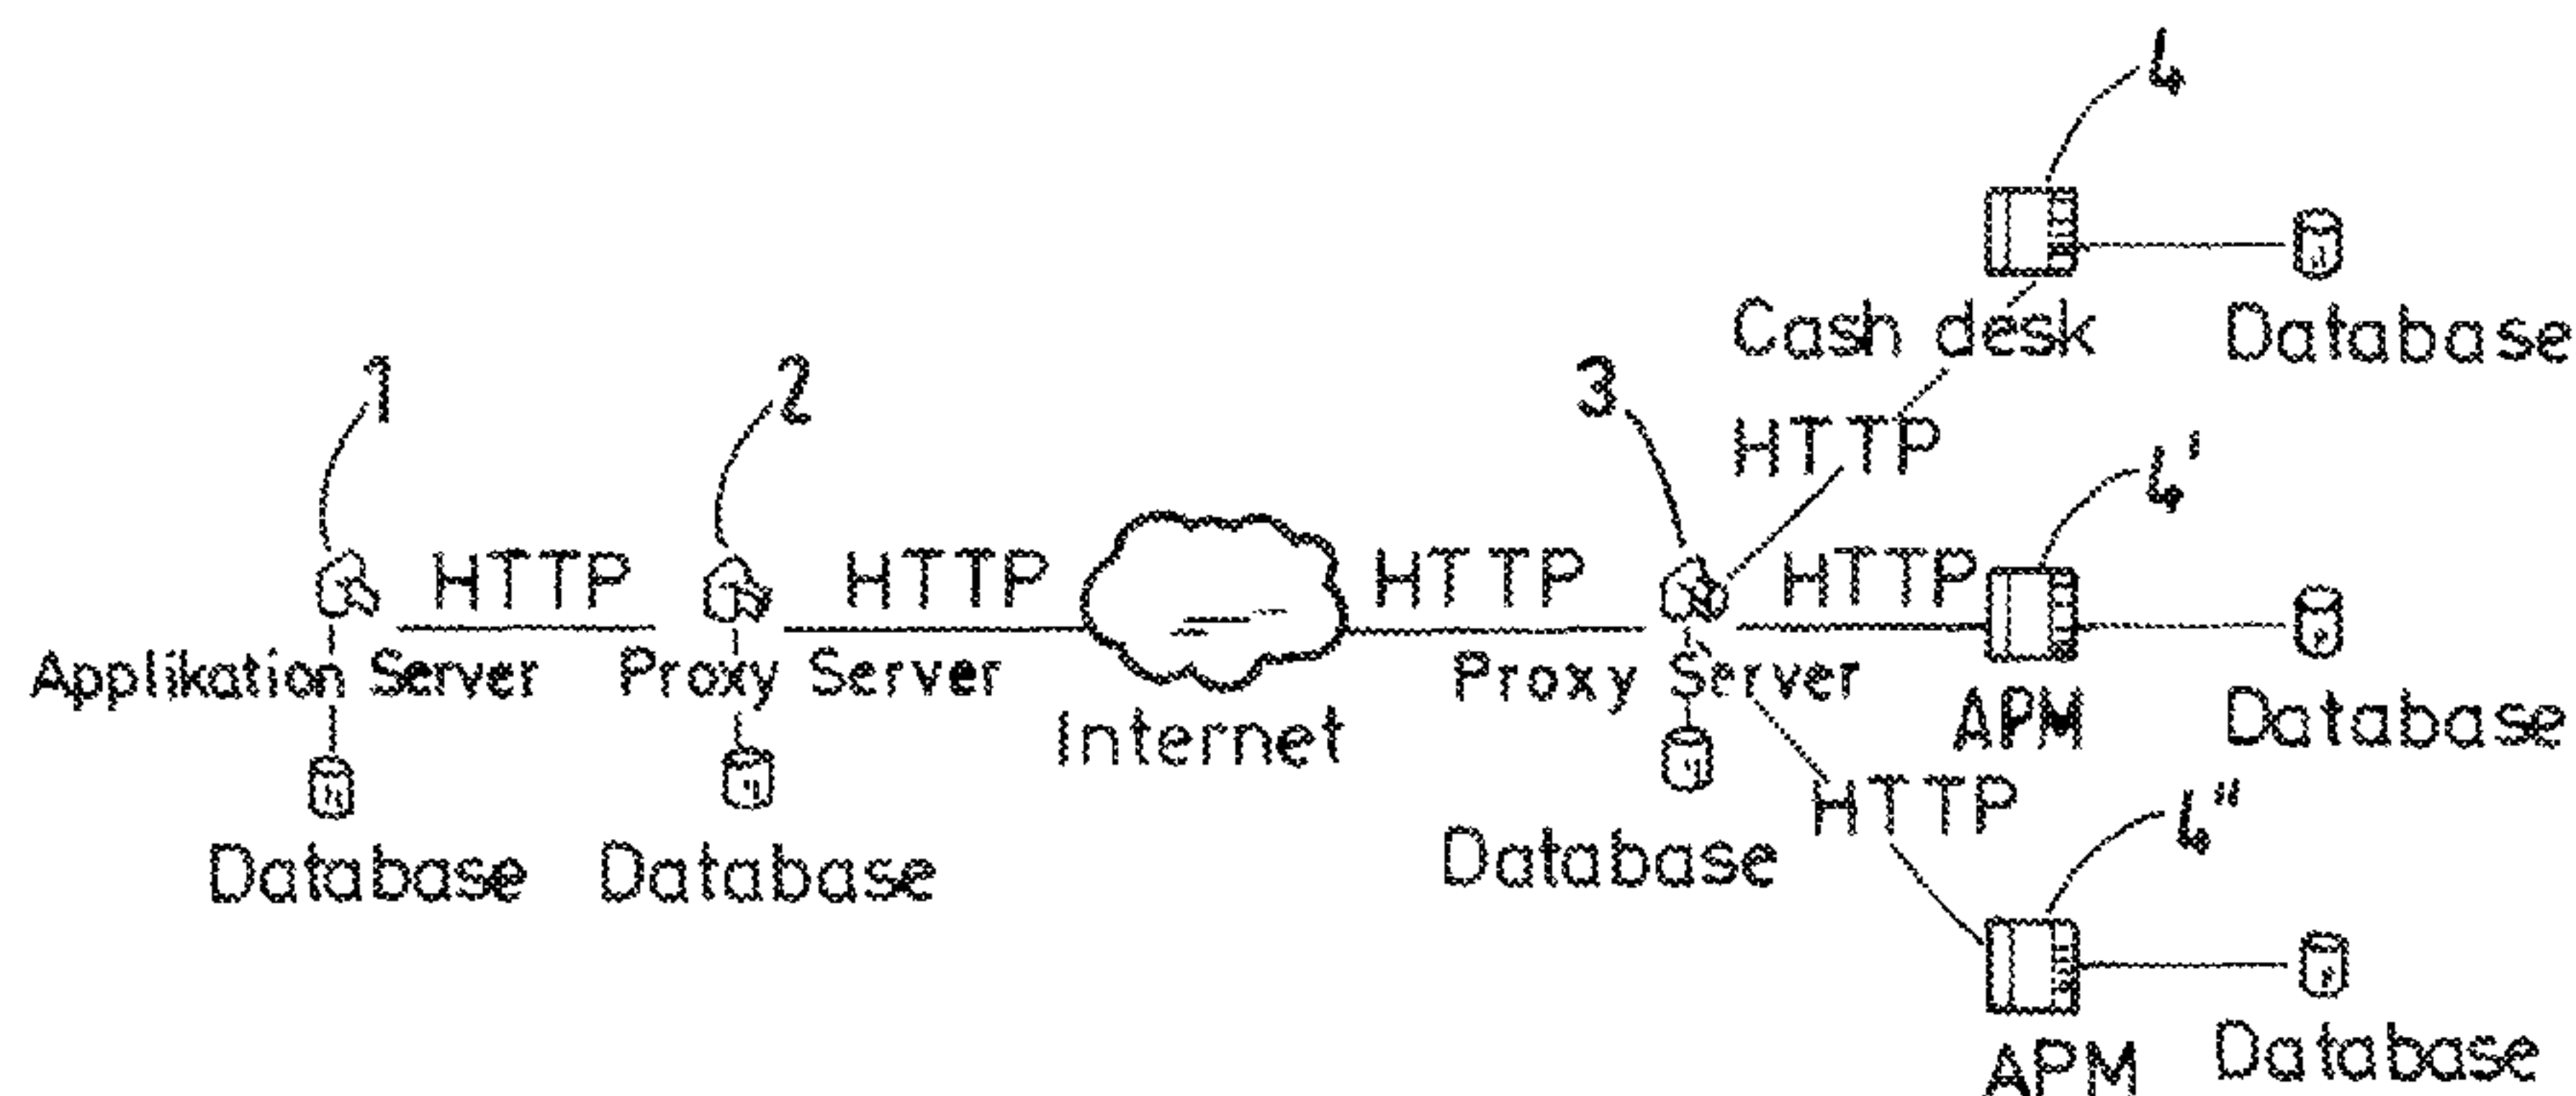 4
Cash desk
Database
1
2
3
HTTP
4'
HTTP
HTTP
HTTP
HTTP
Applikation Server
Proxy Server
Internet
Proxy Server
APM
Database
HTTP
4"
Database
Database
Database
APM
Database